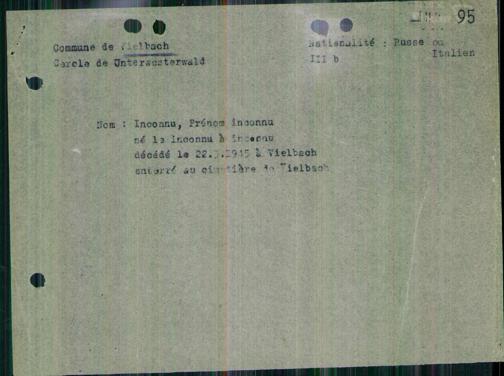 95
Commune de Vielbach
Cercle de Unterwesterwald
Nationalité : Russe ou
Italien
III b
Nom : Inconnu, Prénom inconnu
né le Inconnu à inconnu
décédé le 22.3.1945 à Vielbach
enterré au cimetière de Vielbach